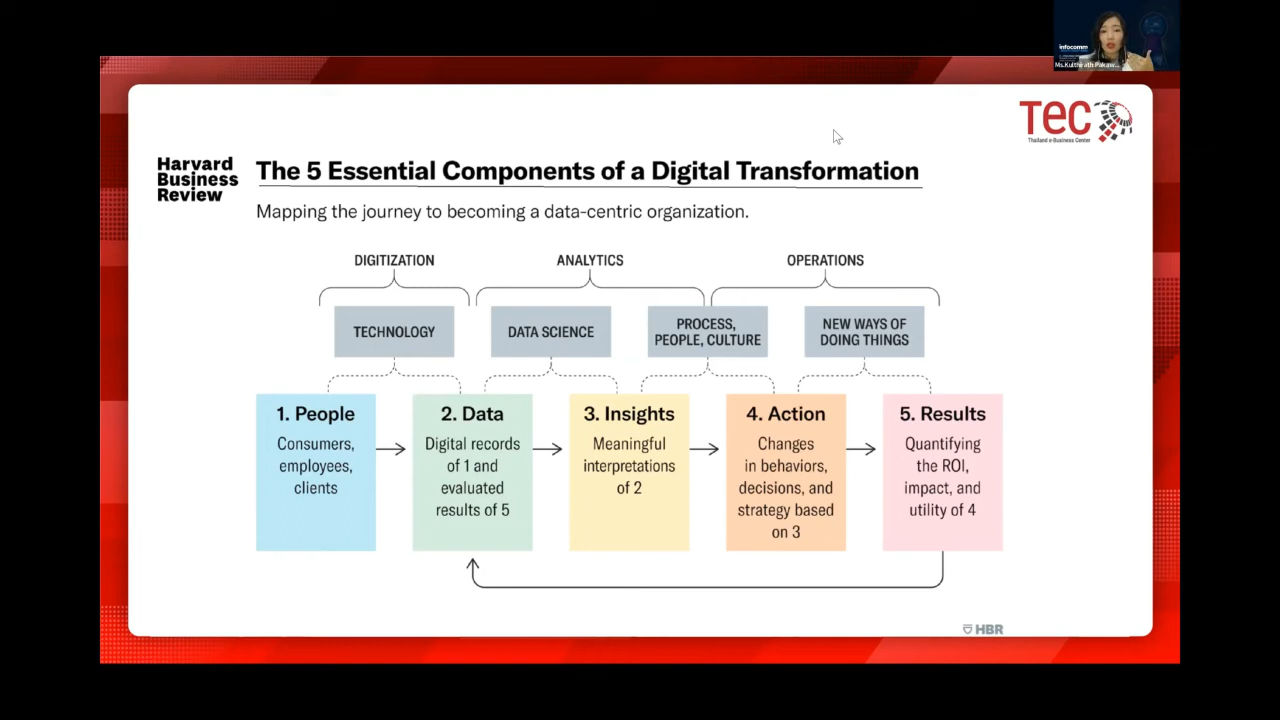 infocomm
Ms.Kulthirath Pakaw...
TEC
Thailand e-Business Center
Harvard
Business
Review
The 5 Essential Components of a Digital Transformation
Mapping the journey to becoming a data-centric organization.
DIGITIZATION
ANALYTICS
OPERATIONS
TECHNOLOGY
DATA SCIENCE
PROCESS,
PEOPLE, CULTURE
NEW WAYS OF
DOING THINGS
1. People
Consumers,
employees,
clients
2. Data
Digital records
of 1 and
evaluated
results of 5
3. Insights
Meaningful
interpretations
of 2
4. Action
Changes
in behaviors,
decisions, and
strategy based
on 3
5. Results
Quantifying
the ROI,
impact, and
utility of 4
HBR